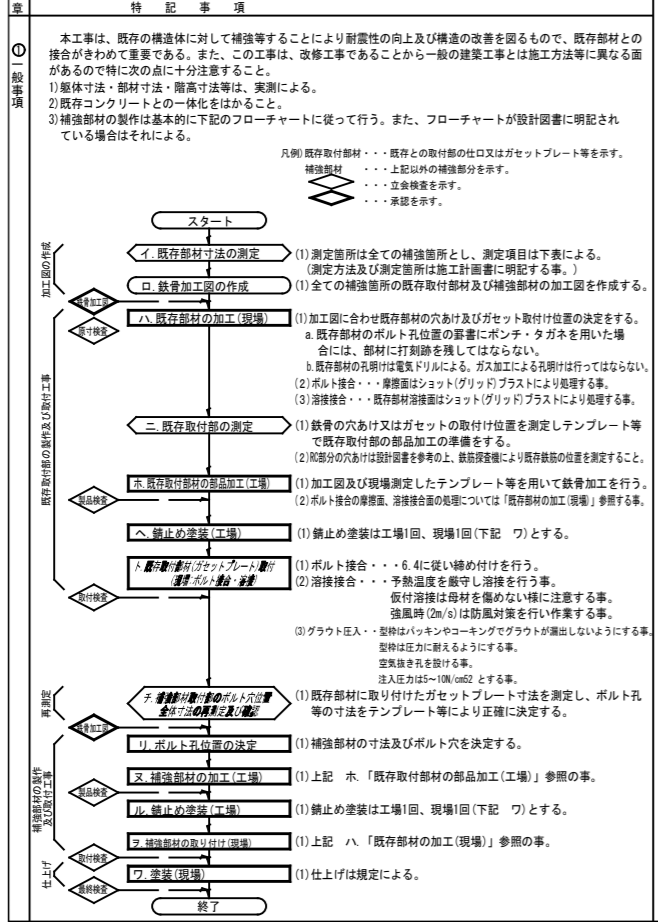 章
特 記 事 項
① 一般事項
本工事は、既存の構造体に対して補強等することにより耐震性の向上及び構造の改善を図るもので、既存部材との
接合がきわめて重要である。また、この工事は、改修工事であることから一般の建築工事とは施工方法等に異なる面
があるので特に次の点に十分注意すること。
1)躯体寸法・部材寸法・階高寸法等は、実測による。
2)既存コンクリートとの一体化をはかること。
3)補強部材の製作は基本的に下記のフローチャートに従って行う。また、フローチャートが設計図書に明記され
ている場合はそれによる。
凡例)既存取付部材・・・既存との取付部の仕口又はガセットプレート等を示す。
補強部材 ・・・上記以外の補強部分を示す。
・・・立会検査を示す。
・・・承認を示す。
スタート
加工図の作成
イ.既存部材寸法の測定
(1)測定箇所は全ての補強箇所とし、測定項目は下表による。
(測定方法及び測定箇所は施工計画書に明記する事。)
ロ.鉄骨加工図の作成
(1)全ての補強箇所の既存取付部材及び補強部材の加工図を作成する。
鉄骨加工図
ハ.既存部材の加工(現場)
(1)加工図に合わせ既存部材の穴あけ及びガセット取付け位置の決定をする。
原寸検査
a.既存部材のボルト孔位置の罫書にポンチ・タガネを用いた場
合には、部材に打刻跡を残してはならない。
b.既存部材の孔明けは電気ドリルによる。ガス加工による孔明けは行ってはならない。
(2)ボルト接合・・・摩擦面はショット(グリッド)ブラストにより処理する事。
(3)溶接接合・・・既存部材溶接面はショット(グリッド)ブラストにより処理する事。
既存取付部の製作及び取付工事
ニ.既存取付部の測定
(1)鉄骨の穴あけ又はガセットの取付け位置を測定しテンプレート等
で既存取付部の部品加工の準備をする。
(2)RC部分の穴あけは設計図書を参考の上、鉄筋探査機により既存鉄筋の位置を測定すること。
ホ.既存取付部材の部品加工(工場)
(1)加工図及び現場測定したテンプレート等を用いて鉄骨加工を行う。
製品検査
(2)ボルト接合の摩擦面、溶接接合面の処理については「既存部材の加工(現場)」参照する事。
ヘ.錆止め塗装(工場)
(1)錆止め塗装は工場1回、現場1回(下記 ワ)とする。
ト.既存取付部材(ガセットプレート)取付
(現場:ボルト接合・溶接)
(1)ボルト接合・・・6.4に従い締め付けを行う。
(2)溶接接合・・・予熱温度を厳守し溶接を行う事。
取付検査
仮付溶接は母材を傷めない様に注意する事。
強風時(2m/s)は防風対策を行い作業する事。
(3)グラウト圧入・・型枠はパッキンやコーキングでグラウトが漏出しないようにする事。
型枠は圧力に耐えるようにする事。
空気抜き孔を設ける事。
注入圧力は5~10N/cm52 とする事。
再測定
チ.補強部材取付部のボルト穴位置
全体寸法の再測定及び確認
(1)既存部材に取り付けたガセットプレート寸法を測定し、ボルト孔
等の寸法をテンプレート等により正確に決定する。
鉄骨加工図
リ.ボルト孔位置の決定
(1)補強部材の寸法及びボルト穴を決定する。
補強部材の製作
及び取付工事
ヌ.補強部材の加工(工場)
(1)上記 ホ.「既存取付部材の部品加工(工場)」参照の事。
製品検査
ル.錆止め塗装(工場)
(1)錆止め塗装は工場1回、現場1回(下記 ワ)とする。
ヲ.補強部材の取り付け(現場)
(1)上記 ハ.「既存部材の加工(現場)」参照の事。
取付検査
仕上げ
ワ.塗装(現場)
(1)仕上げは規定による。
最終検査
終了